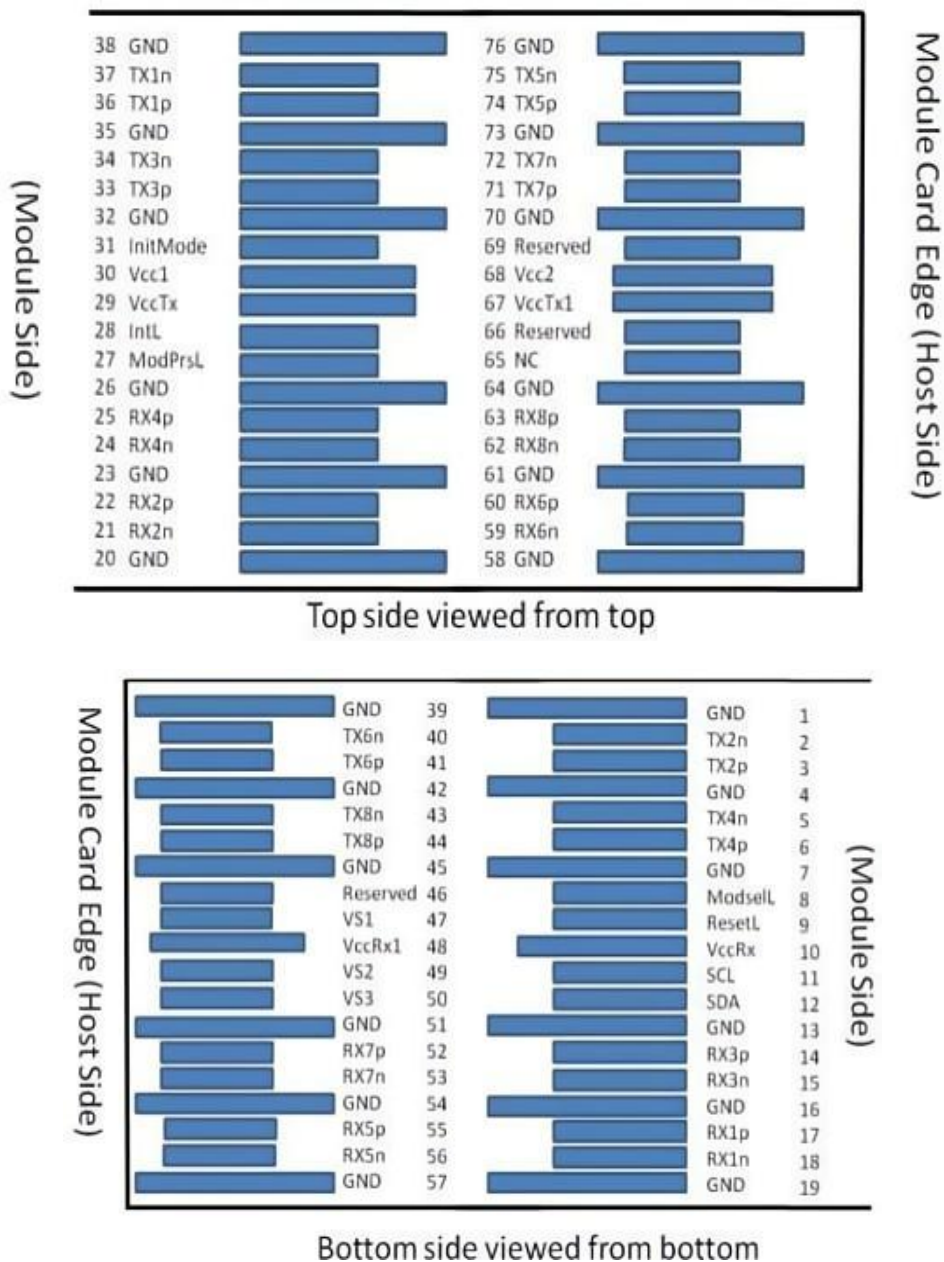 (Module Side)
38 GND 76 GND
37 TX1n 75 TX5n
36 TX1p 74 TX5p
35 GND 73 GND
34 TX3n 72 TX7n
33 TX3p 71 TX7p
32 GND 70 GND
31 InitMode 69 Reserved
30 Vcc1 68 Vcc2
29 VccTx 67 VccTx1
28 IntL 66 Reserved
27 ModPrsL 65 NC
26 GND 64 GND
25 RX4p 63 RX8p
24 RX4n 62 RX8n
23 GND 61 GND
22 RX2p 60 RX6p
21 RX2n 59 RX6n
20 GND 58 GND
Module Card Edge (Host Side)
Top side viewed from top
Module Card Edge (Host Side)
GND 39 GND 1
TX6n 40 TX2n 2
TX6p 41 TX2p 3
GND 42 GND 4
TX8n 43 TX4n 5
TX8p 44 TX4p 6
GND 45 GND 7
Reserved 46 ModselL 8
VS1 47 ResetL 9
VccRx1 48 VccRx 10
VS2 49 SCL 11
VS3 50 SDA 12
GND 51 GND 13
RX7p 52 RX3p 14
RX7n 53 RX3n 15
GND 54 GND 16
RX5p 55 RX1p 17
RX5n 56 RX1n 18
GND 57 GND 19
(Module Side)
Bottom side viewed from bottom